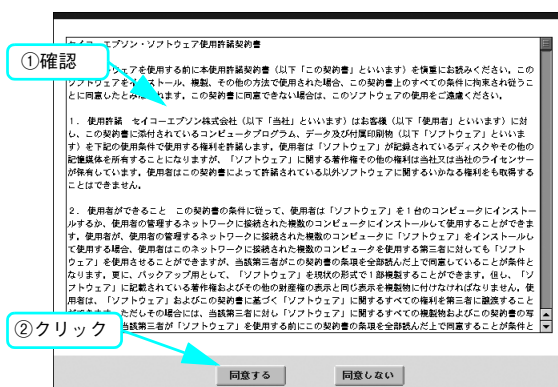 セイコーエプソン・ソフトウェア使用許諾契約書
①確認
ウェアを使用する前に本使用許諾契約書(以下「この契約書」といいます)を慎重にお読みください。この
ソフトウェアをインストール、複製、その他の方法で使用された場合、この契約書上のすべての条件に拘束され従うこ
とに同意したとみなされます。この契約書に同意できない場合は、このソフトウェアの使用をご遠慮ください。
1. 使用許諾 セイコーエプソン株式会社(以下「当社」といいます)はお客様(以下「使用者」といいます)に対
し、この契約書に添付されているコンピュータプログラム、データ及び付属印刷物(以下「ソフトウェア」といいま
す)を下記の使用条件で使用する権利を許諾します。使用者は「ソフトウェア」が記録されているディスクやその他の
記憶媒体を所有することになりますが、「ソフトウェア」に関する著作権その他の権利は当社又は当社のライセンサー
が保有しています。使用者はこの契約書によって許諾されている以外ソフトウェアに関するいかなる権利をも取得する
ことはできません。
2. 使用者ができること この契約書の条件に従って、使用者は「ソフトウェア」を1台のコンピュータにインストー
ルするか、使用者の管理するネットワークに接続された複数のコンピュータにインストールして使用することができま
す。使用者が、使用者の管理するネットワークに接続された複数のコンピュータに「ソフトウェア」をインストールし
て使用する場合、使用者はこのネットワークに接続された複数のコンピュータを使用する第三者に対しても「ソフト
ウェア」を使用させることができますが、当該第三者がこの契約書の条項を全部読んだ上で同意していることが条件と
なります。更に、バックアップ用として、「ソフトウェア」を現状の形式で1部複製することができます。但し、「ソ
フトウェア」に記載されている著作権およびその他の財産権の表示と同じ表示を複製物に付けなければなりません。使
用者は、「ソフトウェア」およびこの契約書に基づく「ソフトウェア」に関するすべての権利を第三者に譲渡すること
ができます。ただしその場合には、当該第三者に対し「ソフトウェア」に関するすべての複製物およびこの契約書の写
②クリック
当該第三者が「ソフトウェア」を使用する前にこの契約書の条項を全部読んだ上で同意することが条件と
同意する
同意しない